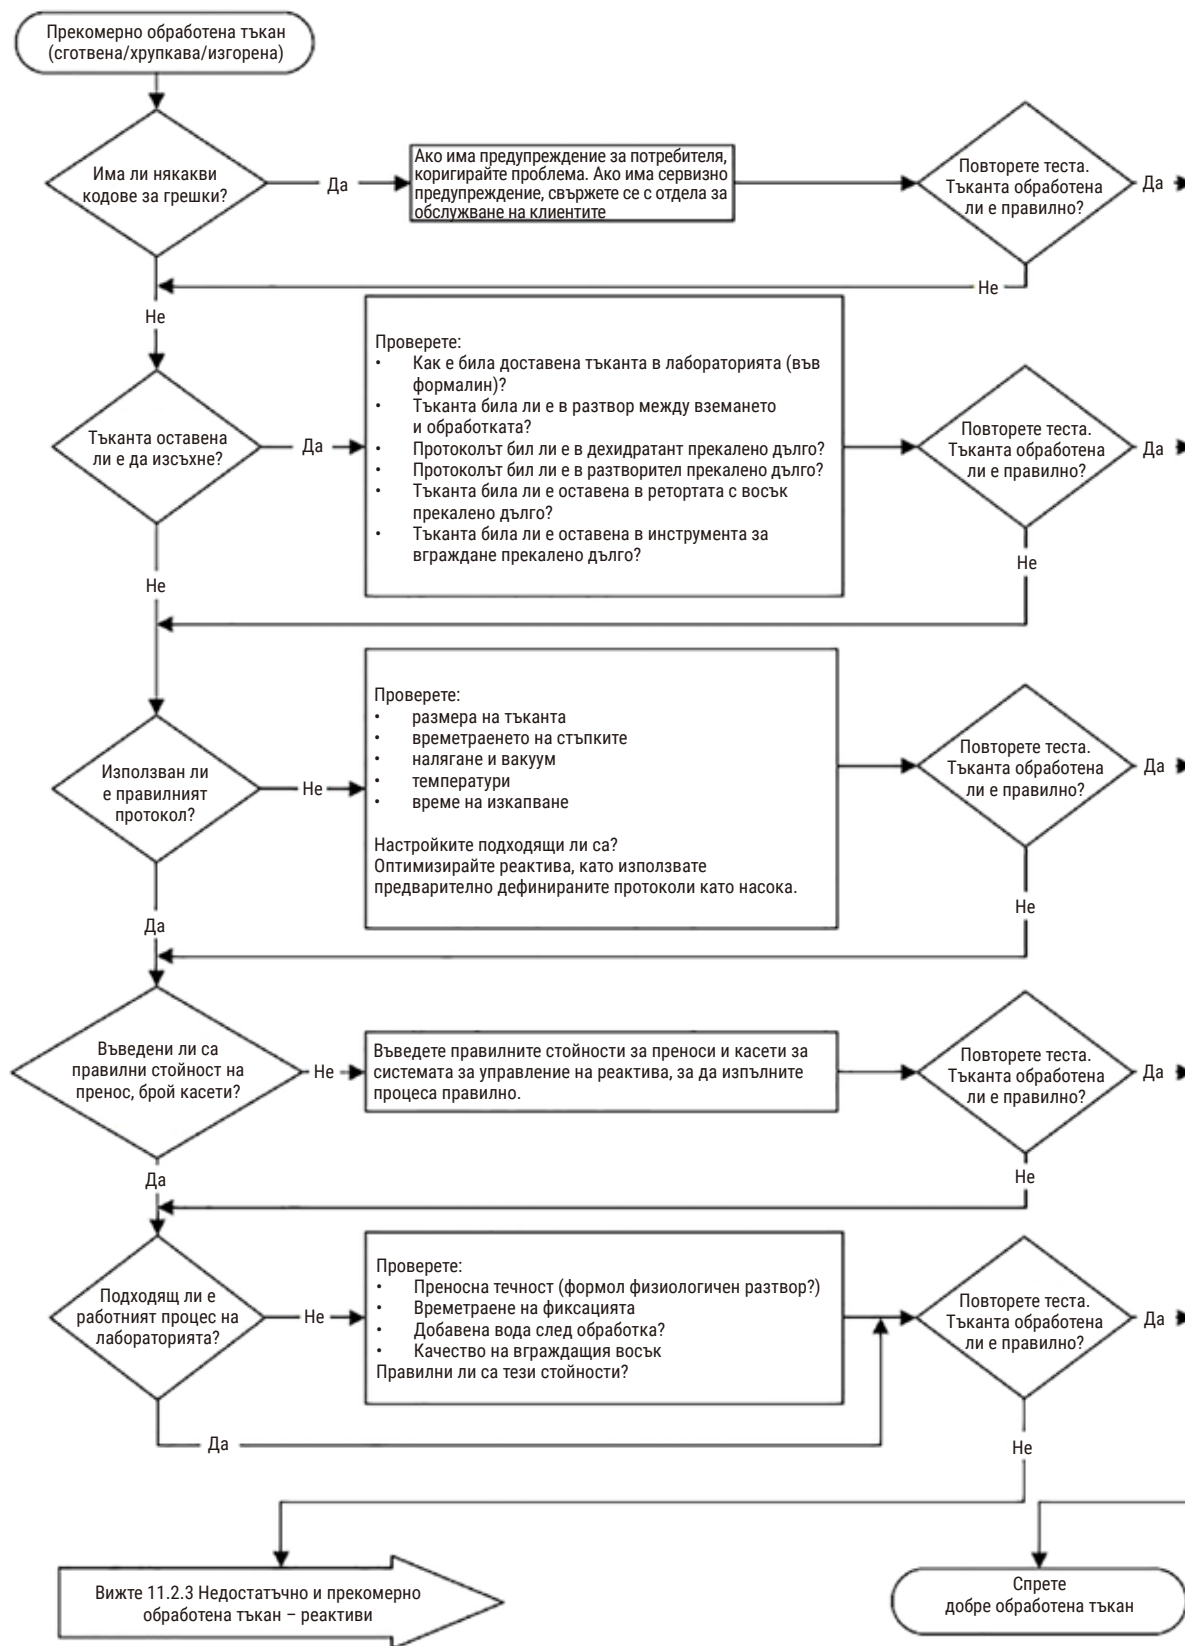 Прекомерно обработена тъкан
(сготвена/хрупкава/изгорена)
Има ли някакви
кодове за грешки?
Да
Ако има предупреждение за потребителя,
коригирайте проблема. Ако има сервизно
предупреждение, свържете се с отдела за
обслужване на клиентите
Повторете теста.
Тъканта обработена
ли е правилно?
Да
Не
Не
Тъканта оставена
ли е да изсъхне?
Да
Проверете:
• Как е била доставена тъканта в лабораторията (във
формалин)?
• Тъканта била ли е в разтвор между вземането
и обработката?
• Протоколът бил ли е в дехидратант прекалено дълго?
• Протоколът бил ли е в разтворител прекалено дълго?
• Тъканта била ли е оставена в ретортата с восък
прекалено дълго?
• Тъканта била ли е оставена в инструмента за
вграждане прекалено дълго?
Повторете теста.
Тъканта обработена
ли е правилно?
Да
Не
Не
Използван ли
е правилният
протокол?
Не
Проверете:
• размера на тъканта
• времетраенето на стъпките
• налягане и вакуум
• температури
• време на изкапване
Настройките подходящи ли са?
Оптимизирайте реактива, като използвате
предварително дефинираните протоколи като насока.
Повторете теста.
Тъканта обработена
ли е правилно?
Да
Не
Да
Въведени ли са
правилни стойност на
пренос, брой касети?
Не
Въведете правилните стойности за преноси и касети за
системата за управление на реактива, за да изпълните
процеса правилно.
Повторете теста.
Тъканта обработена
ли е правилно?
Да
Не
Да
Подходящ ли е
работният процес на
лабораторията?
Не
Проверете:
• Преносна течност (формол физиологичен разтвор?)
• Времетраене на фиксацията
• Добавена вода след обработка?
• Качество на вграждащия восък
Правилни ли са тези стойности?
Повторете теста.
Тъканта обработена
ли е правилно?
Да
Да
Не
Вижте 11.2.3 Недостатъчно и прекомерно
обработена тъкан – реактиви
Спрете
добре обработена тъкан